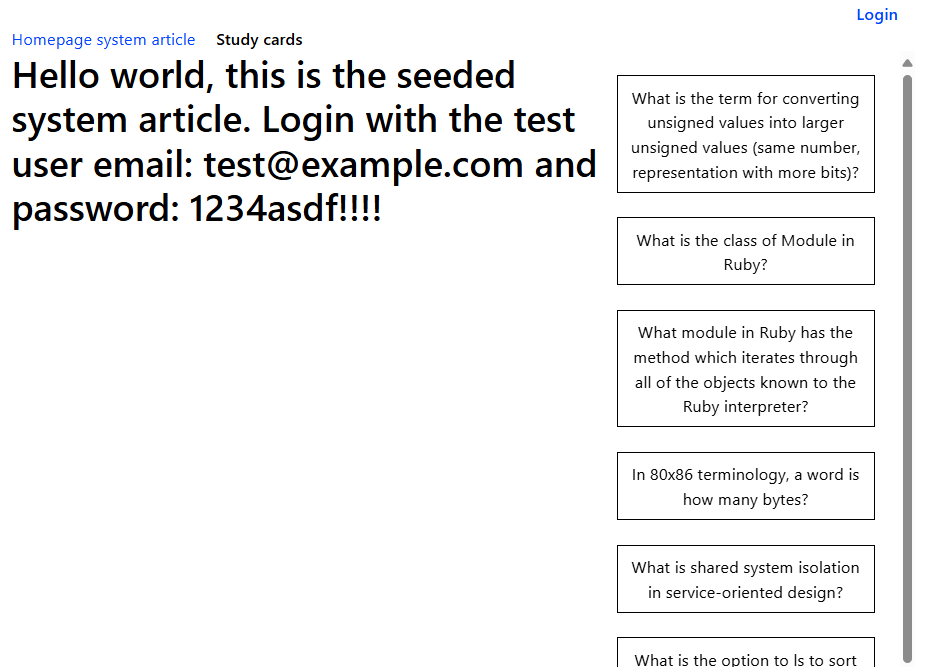 Login
Homepage system article Study cards
Hello world, this is the seeded
system article. Login with the test
user email: test@example.com and
password: 1234asdf!!!!
What is the term for converting
unsigned values into larger
unsigned values (same number,
representation with more bits)?
What is the class of Module in
Ruby?
What module in Ruby has the
method which iterates through
all of the objects known to the
Ruby interpreter?
In 80x86 terminology, a word is
how many bytes?
What is shared system isolation
in service-oriented design?
What is the option to ls to sort